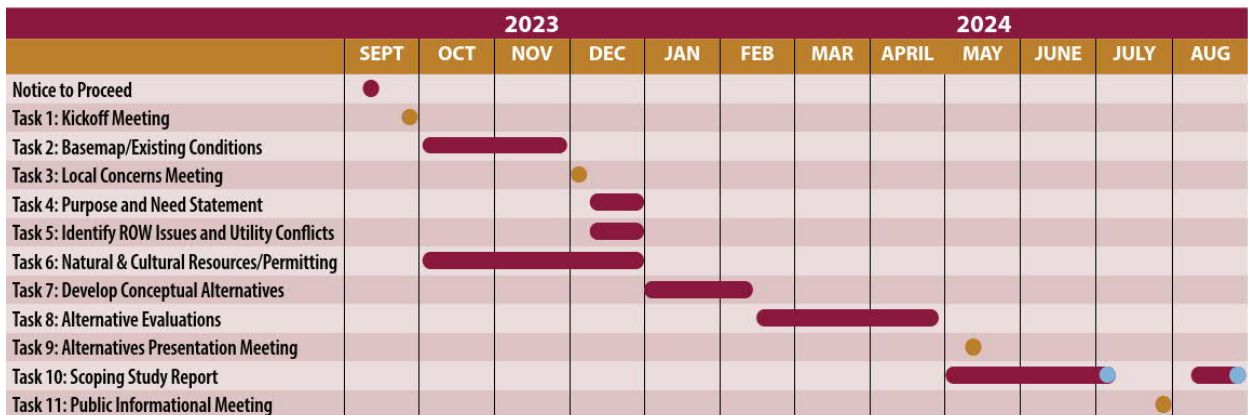 2023 2024
SEPT OCT NOV DEC JAN FEB MAR APRIL MAY JUNE JULY AUG
Notice to Proceed
Task 1: Kickoff Meeting
Task 2: Basemap/Existing Conditions
Task 3: Local Concerns Meeting
Task 4: Purpose and Need Statement
Task 5: Identify ROW Issues and Utility Conflicts
Task 6: Natural & Cultural Resources/Permitting
Task 7: Develop Conceptual Alternatives
Task 8: Alternative Evaluations
Task 9: Alternatives Presentation Meeting
Task 10: Scoping Study Report
Task 11: Public Informational Meeting